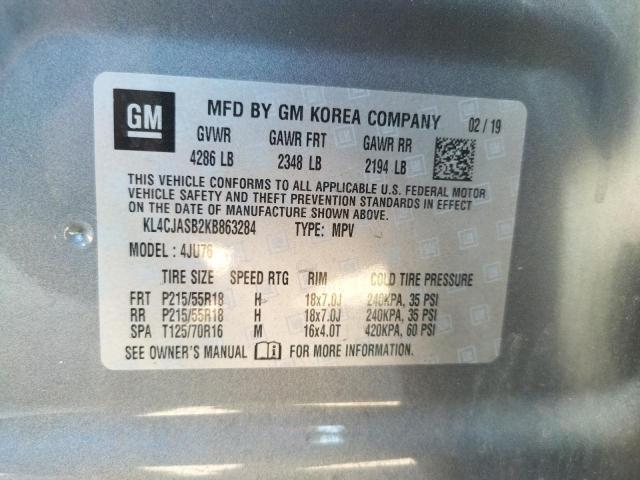 GM
MFD BY GM KOREA COMPANY 02 / 19
GVWR GAWR FRT GAWR RR
4286 LB 2348 LB 2194 LB
THIS VEHICLE CONFORMS TO ALL APPLICABLE U.S. FEDERAL MOTOR
VEHICLE SAFETY AND THEFT PREVENTION STANDARDS IN EFFECT
ON THE DATE OF MANUFACTURE SHOWN ABOVE.
KL4CJASB2KB863284 TYPE: MPV
MODEL : 4JU76
TIRE SIZE SPEED RTG RIM COLD TIRE PRESSURE
FRT P215/55R18 H 18x7.0J 240KPA, 35 PSI
RR P215/55R18 H 18x7.0J 240KPA, 35 PSI
SPA T125/70R16 M 16x4.0T 420KPA, 60 PSI
SEE OWNER'S MANUAL FOR MORE INFORMATION.